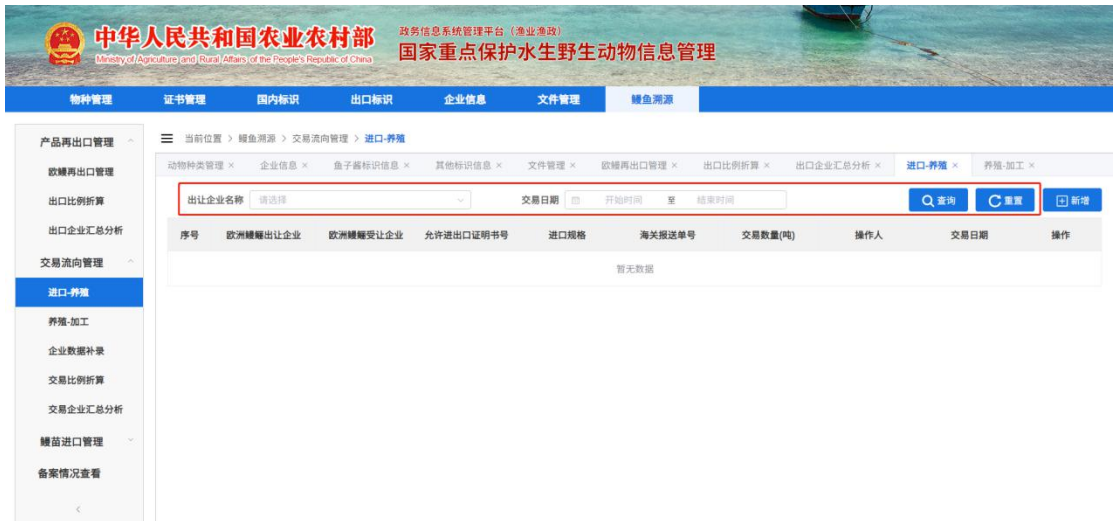 中华人民共和国农业农村部
Ministry of Agriculture and Rural Affairs of the People's Republic of China
政务信息系统管理平台（渔业渔政）
国家重点保护水生野生动物信息管理
物种管理 证书管理 国内标识 出口标识 企业信息 文件管理 鳗鱼溯源
产品再出口管理
欧鳗再出口管理
出口比例折算
出口企业汇总分析
交易流向管理
进口-养殖
养殖-加工
企业数据补录
交易比例折算
交易企业汇总分析
鳗苗进口管理
备案情况查看
当前位置 > 鳗鱼溯源 > 交易流向管理 > 进口-养殖
动物种类管理 × 企业信息 × 鱼子酱标识信息 × 其他标识信息 × 文件管理 × 欧鳗再出口管理 × 出口比例折算 × 出口企业汇总分析 × 进口-养殖 × 养殖-加工 ×
出让企业名称 请选择 交易日期 开始时间 至 结束时间 查询 重置 新增
序号 欧洲鳗鲡出让企业 欧洲鳗鲡受让企业 允许进出口证明书号 进口规格 海关报送单号 交易数量(吨) 操作人 交易日期 操作
暂无数据